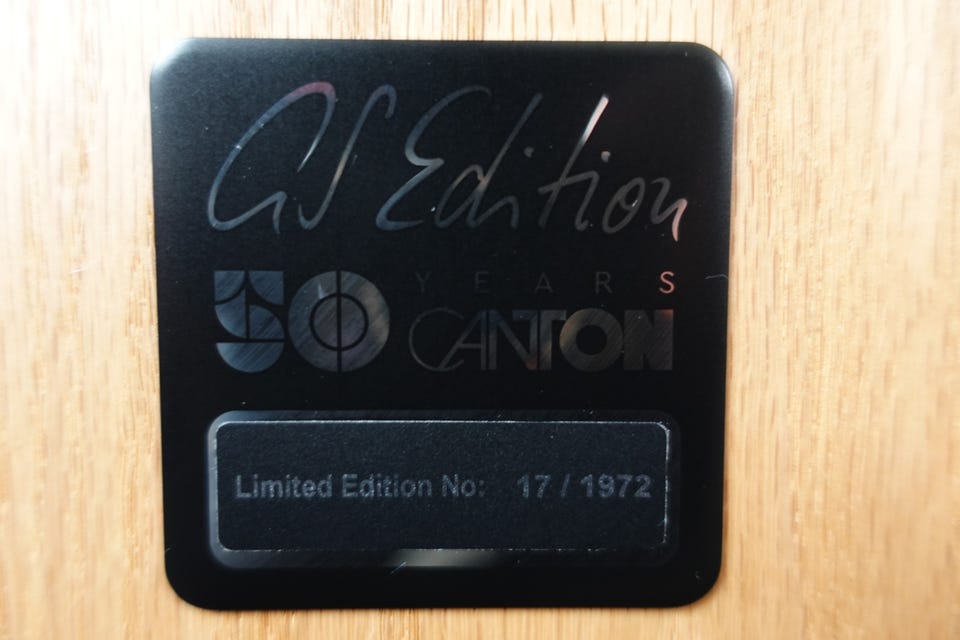 GS Edition
50 YEARS
CANTON
Limited Edition No: 17 / 1972